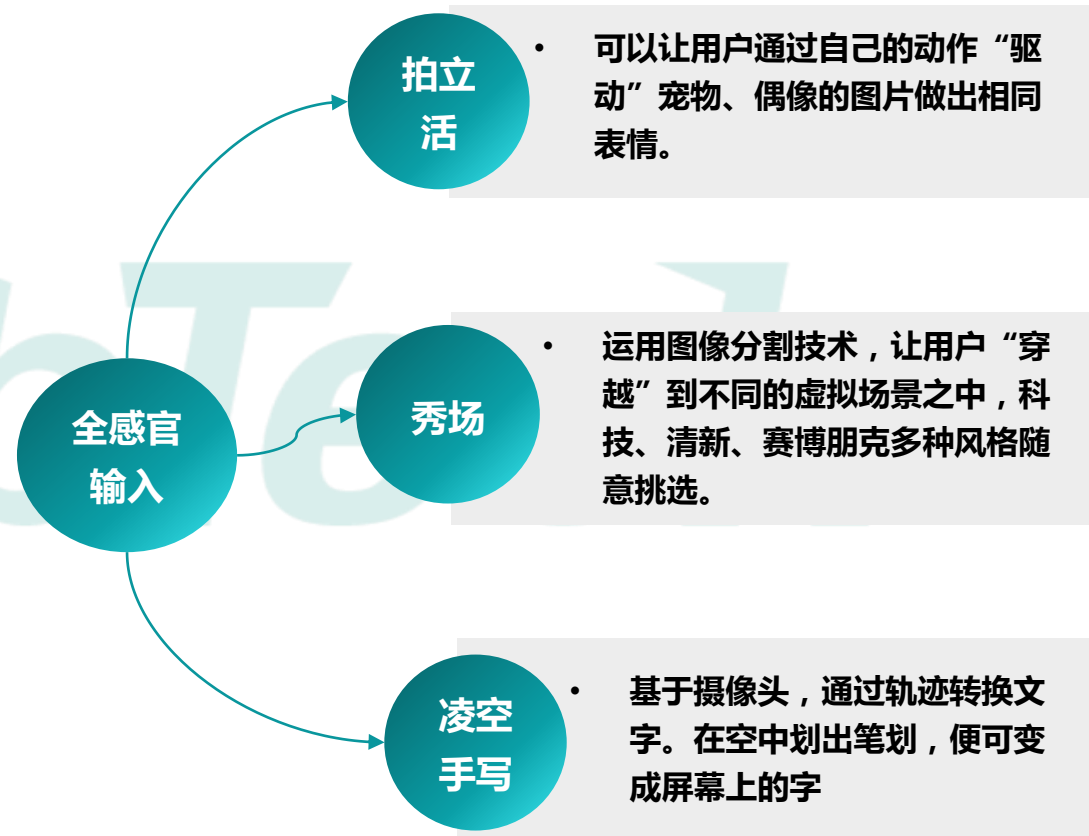 拍立
活
• 可以让用户通过自己的动作“驱
动”宠物、偶像的图片做出相同
表情。
全感官
输入
秀场
• 运用图像分割技术，让用户“穿
越”到不同的虚拟场景之中，科
技、清新、赛博朋克多种风格随
意挑选。
凌空
手写
• 基于摄像头，通过轨迹转换文
字。在空中划出笔划，便可变
成屏幕上的字